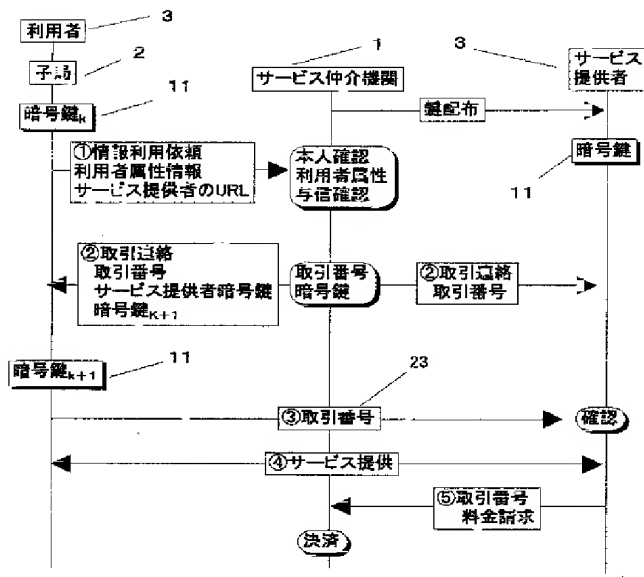 利用者
3
子局
2
暗号鍵k
11
サービス仲介機関
1
サービス
提供者
3
鍵配布
暗号鍵
11
①情報利用依頼
利用者属性情報
サービス提供者のURL
本人確認
利用者属性
与信確認
②取引連絡
取引番号
サービス提供者暗号鍵
暗号鍵K+1
取引番号
暗号鍵
②取引連絡
取引番号
暗号鍵k+1
11
23
③取引番号
確認
④サービス提供
⑤取引番号
料金請求
決済